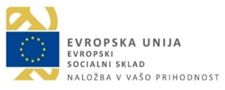 EVROPSKA UNIJA
EVROPSKI
SOCIALNI SKLAD
NALOŽBA V VAŠO PRIHODNOST